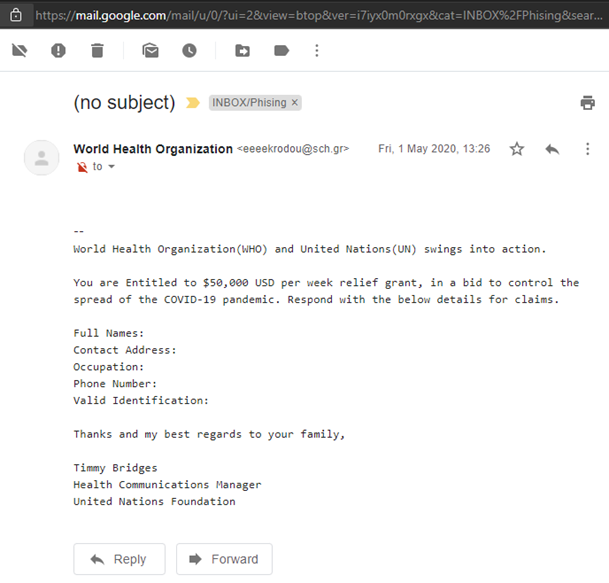 https://mail.google.com/mail/u/0/?ui=2&view=btop&ver=i7iyx0m0rxgx&cat=INBOX%2FPhising&sear...
(no subject) INBOX/Phising ×
World Health Organization <eeeekrodou@sch.gr> Fri, 1 May 2020, 13:26
to
--
World Health Organization(WHO) and United Nations(UN) swings into action.
You are Entitled to $50,000 USD per week relief grant, in a bid to control the
spread of the COVID-19 pandemic. Respond with the below details for claims.
Full Names:
Contact Address:
Occupation:
Phone Number:
Valid Identification:
Thanks and my best regards to your family,
Timmy Bridges
Health Communications Manager
United Nations Foundation
Reply Forward